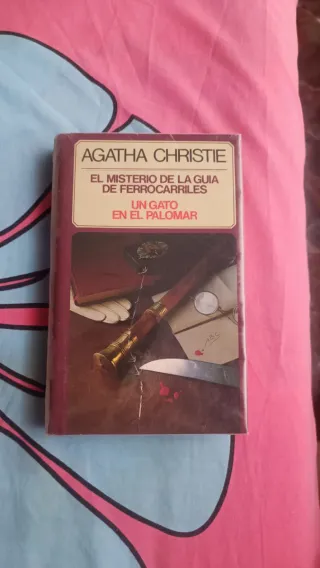 AGATHA CHRISTIE
EL MISTERIO DE LA GUIA
DE FERROCARRILES
UN GATO
EN EL PALOMAR